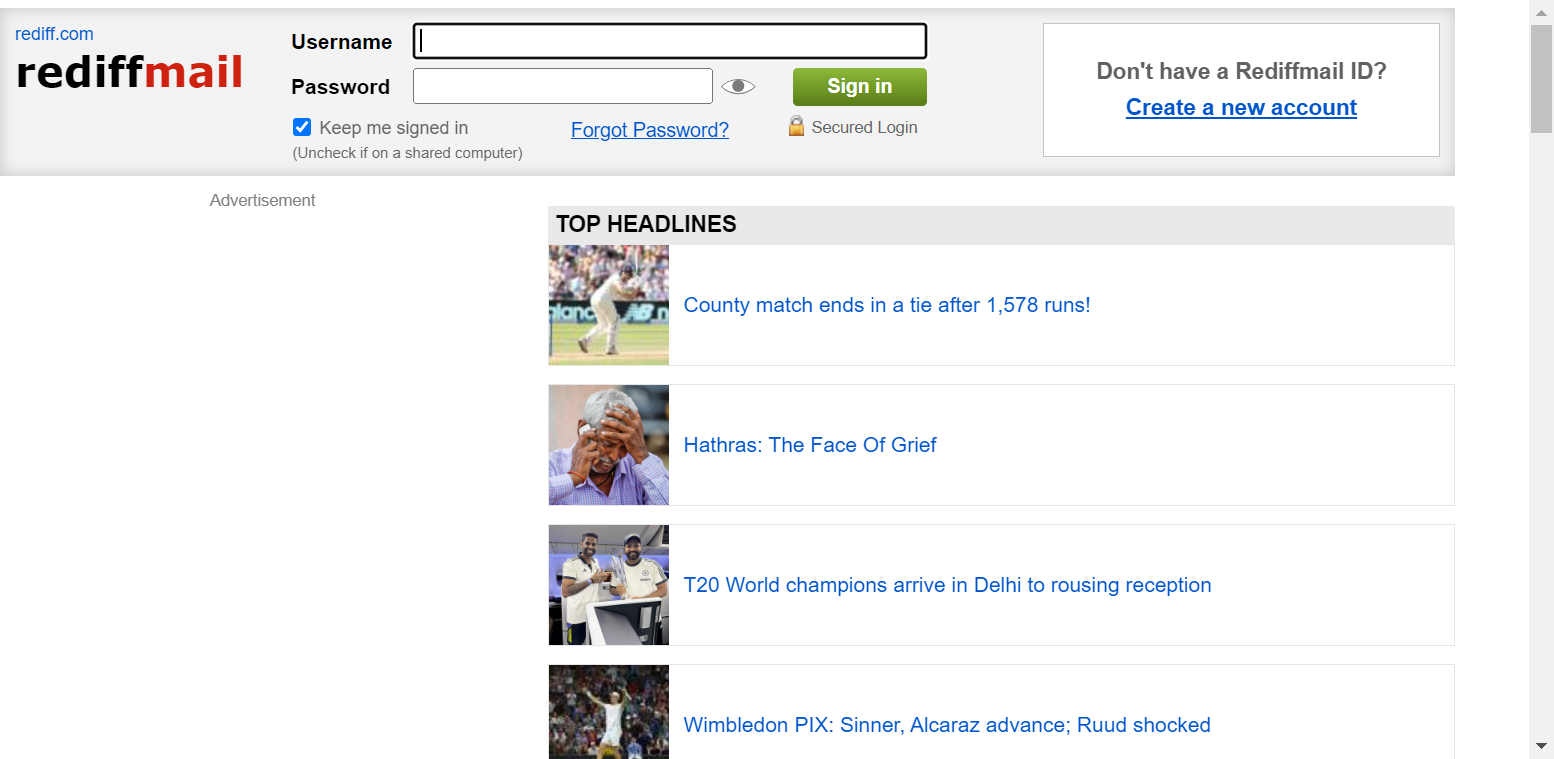 rediff.com
rediffmail
Username
Password
Sign in
Keep me signed in
(Uncheck if on a shared computer)
Forgot Password?
Secured Login
Don't have a Rediffmail ID?
Create a new account
Advertisement
TOP HEADLINES
County match ends in a tie after 1,578 runs!
Hathras: The Face Of Grief
T20 World champions arrive in Delhi to rousing reception
Wimbledon PIX: Sinner, Alcaraz advance; Ruud shocked